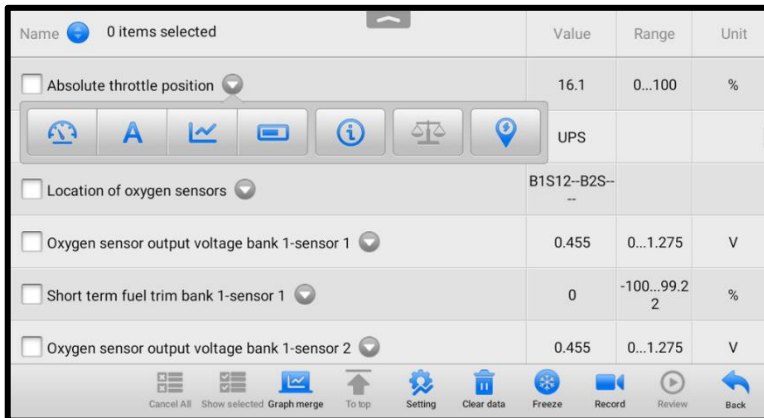 Name 0 items selected Value Range Unit
Absolute throttle position 16.1 0...100 %
A
UPS
Location of oxygen sensors B1S12--B2S--
--
Oxygen sensor output voltage bank 1-sensor 1 0.455 0...1.275 V
Short term fuel trim bank 1-sensor 1 0 -100...99.2
2 %
Oxygen sensor output voltage bank 1-sensor 2 0.455 0...1.275 V
Cancel All Show selected Graph merge To top Setting Clear data Freeze Record Review Back